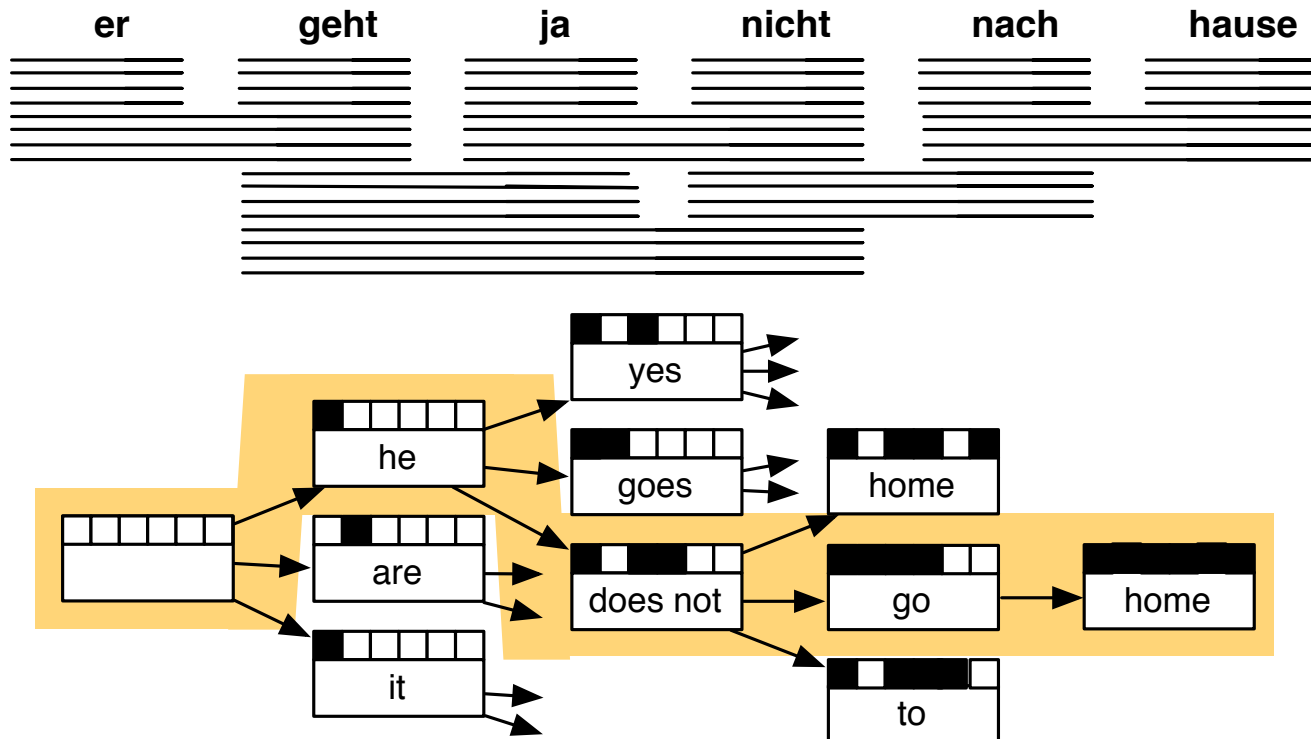 er geht ja nicht nach hause
yes
he
goes
home
are
does not
go
home
it
to